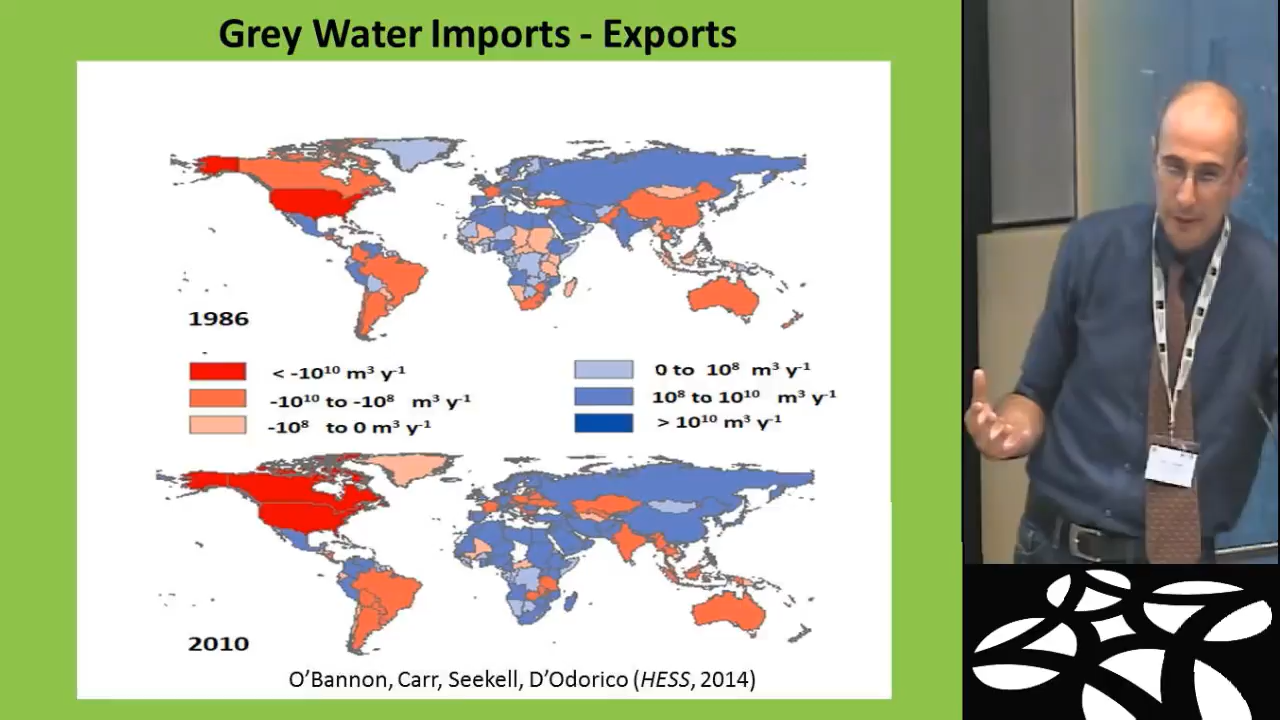 Grey Water Imports - Exports
1986
< -10¹⁰ m³ y⁻¹
-10¹⁰ to -10⁸ m³ y⁻¹
-10⁸ to 0 m³ y⁻¹
0 to 10⁸ m³ y⁻¹
10⁸ to 10¹⁰ m³ y⁻¹
> 10¹⁰ m³ y⁻¹
2010
O'Bannon, Carr, Seekell, D'Odorico (HESS, 2014)